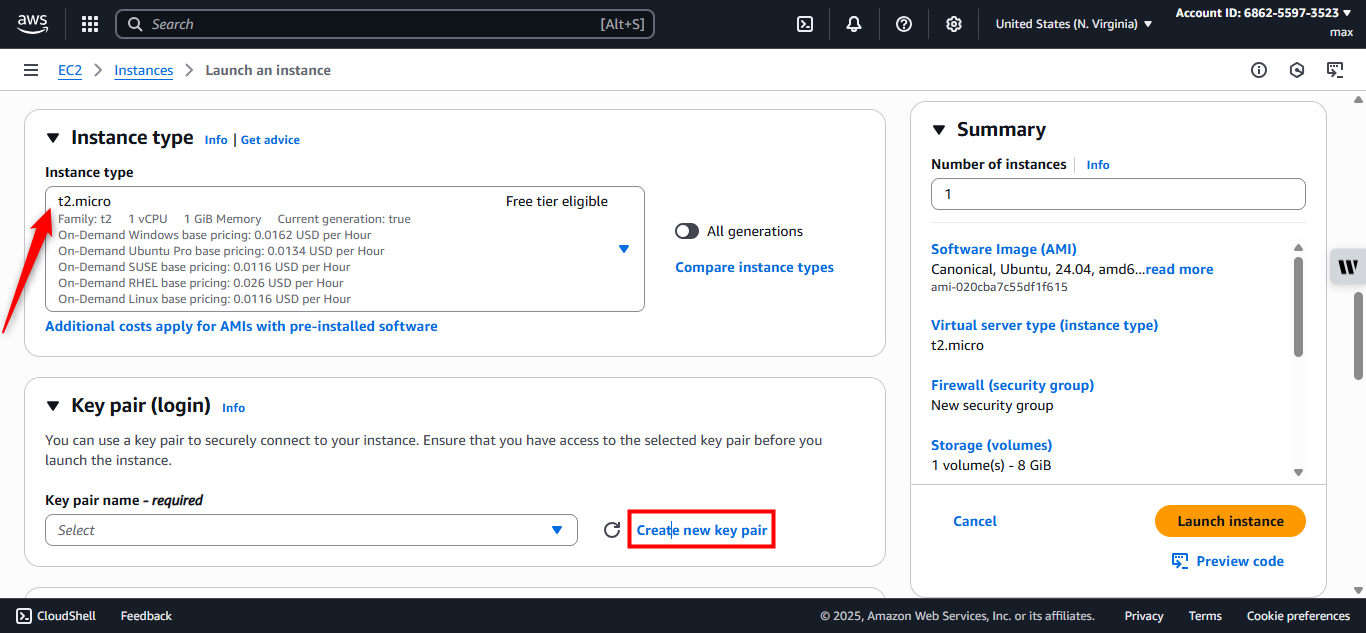 aws
Search [Alt+S]
United States (N. Virginia)
Account ID: 6862-5597-3523
max
EC2 > Instances > Launch an instance
Instance type Info | Get advice
Instance type
t2.micro Free tier eligible
Family: t2 1 vCPU 1 GiB Memory Current generation: true
On-Demand Windows base pricing: 0.0162 USD per Hour
On-Demand Ubuntu Pro base pricing: 0.0134 USD per Hour
On-Demand SUSE base pricing: 0.0116 USD per Hour
On-Demand RHEL base pricing: 0.026 USD per Hour
On-Demand Linux base pricing: 0.0116 USD per Hour
All generations
Compare instance types
Additional costs apply for AMIs with pre-installed software
Key pair (login) Info
You can use a key pair to securely connect to your instance. Ensure that you have access to the selected key pair before you
launch the instance.
Key pair name - required
Select
Create new key pair
Summary
Number of instances Info
1
Software Image (AMI)
Canonical, Ubuntu, 24.04, amd6...read more
ami-020cba7c55df1f615
Virtual server type (instance type)
t2.micro
Firewall (security group)
New security group
Storage (volumes)
1 volume(s) - 8 GiB
Cancel
Launch instance
Preview code
W
CloudShell Feedback
© 2025, Amazon Web Services, Inc. or its affiliates. Privacy Terms Cookie preferences